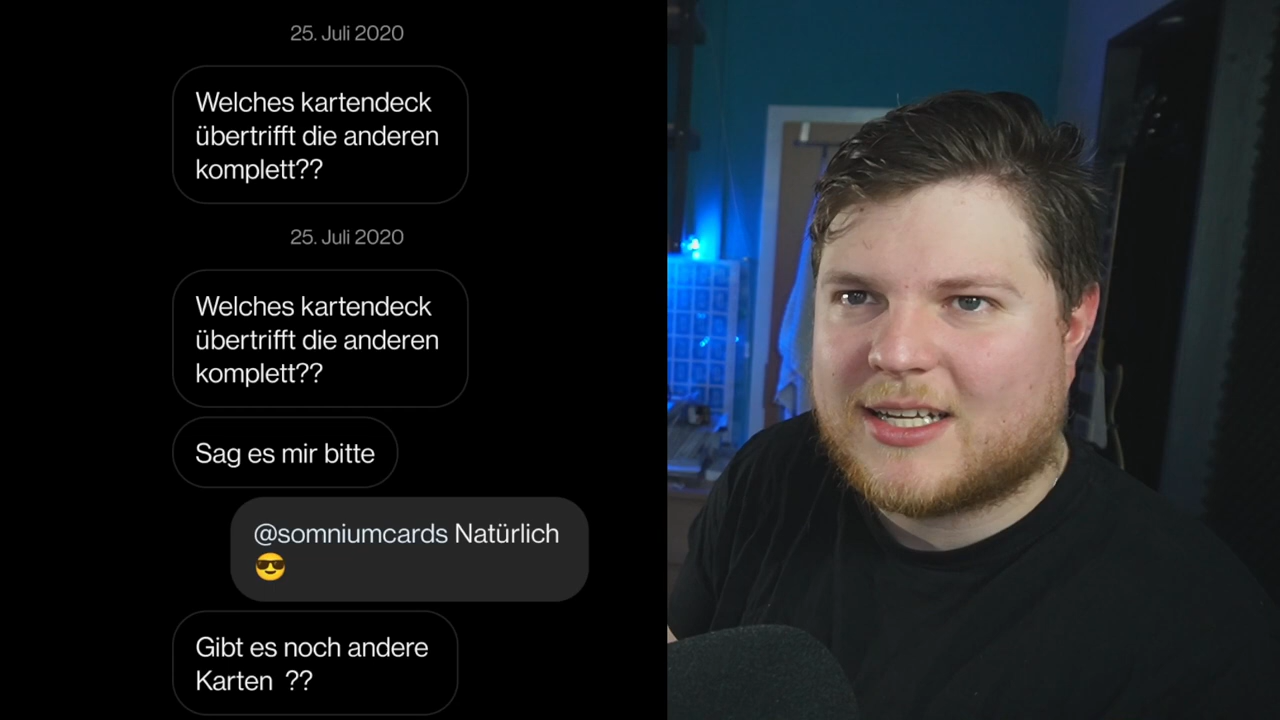 25. Juli 2020
Welches kartendeck
übertrifft die anderen
komplett??
25. Juli 2020
Welches kartendeck
übertrifft die anderen
komplett??
Sag es mir bitte
@somniumcards Natürlich
😎
Gibt es noch andere
Karten  ??